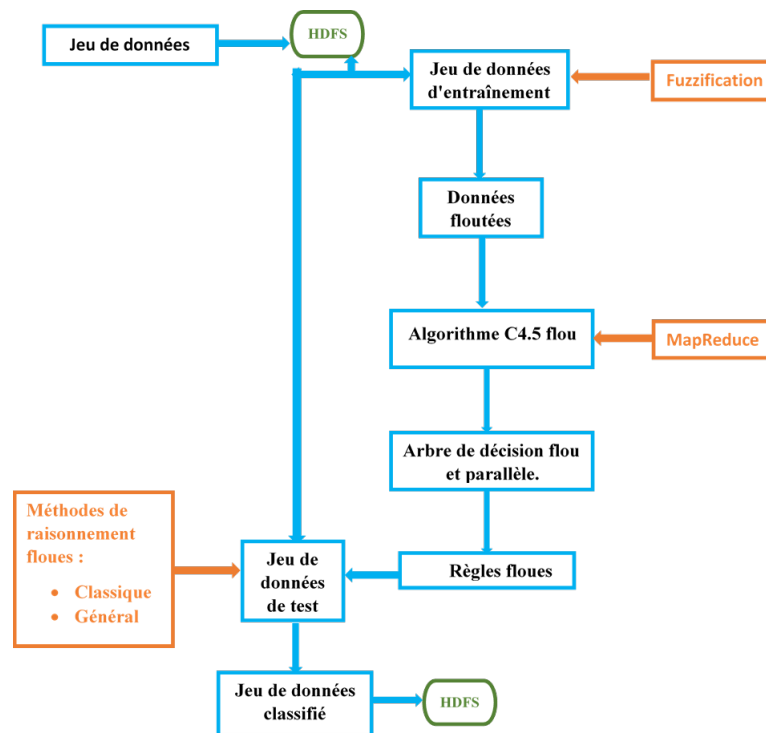 Jeu de données
HDFS
Jeu de données
d'entraînement
Fuzzification
Données
floutées
Algorithme C4.5 flou
MapReduce
Arbre de décision flou
et parallèle.
Méthodes de
raisonnement
floues :
• Classique
• Général
Jeu de
données
de test
Règles floues
Jeu de données
classifié
HDFS